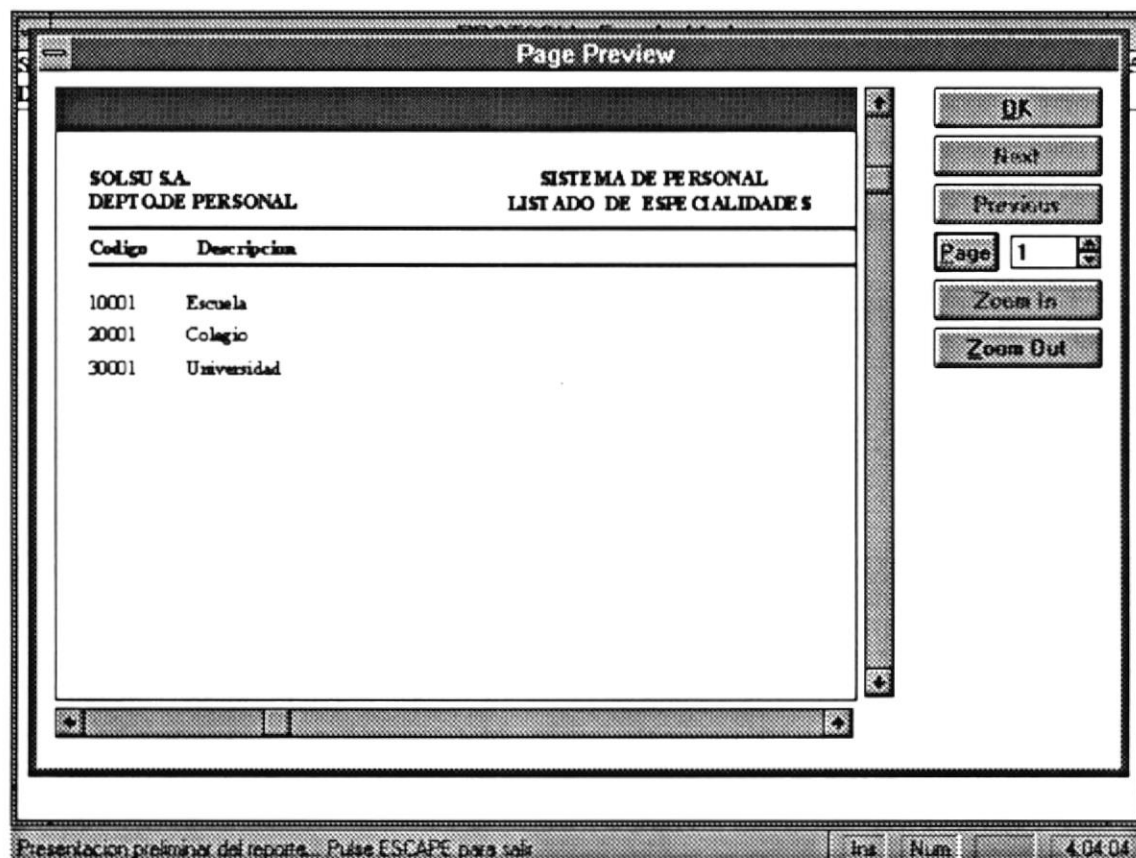 Page Preview
SOLSU S.A. SISTEMA DE PERSONAL
DEPTO.DE PERSONAL LISTADO DE ESPECIALIDADES
Codigo Descripcion
10001 Escuela
20001 Colegio
30001 Universidad
OK
Next
Previous
Page 1
Zoom In
Zoom Out
Presentacion preliminar del reporte... Pulse ESCAPE para salir Ins Num 4:04:04